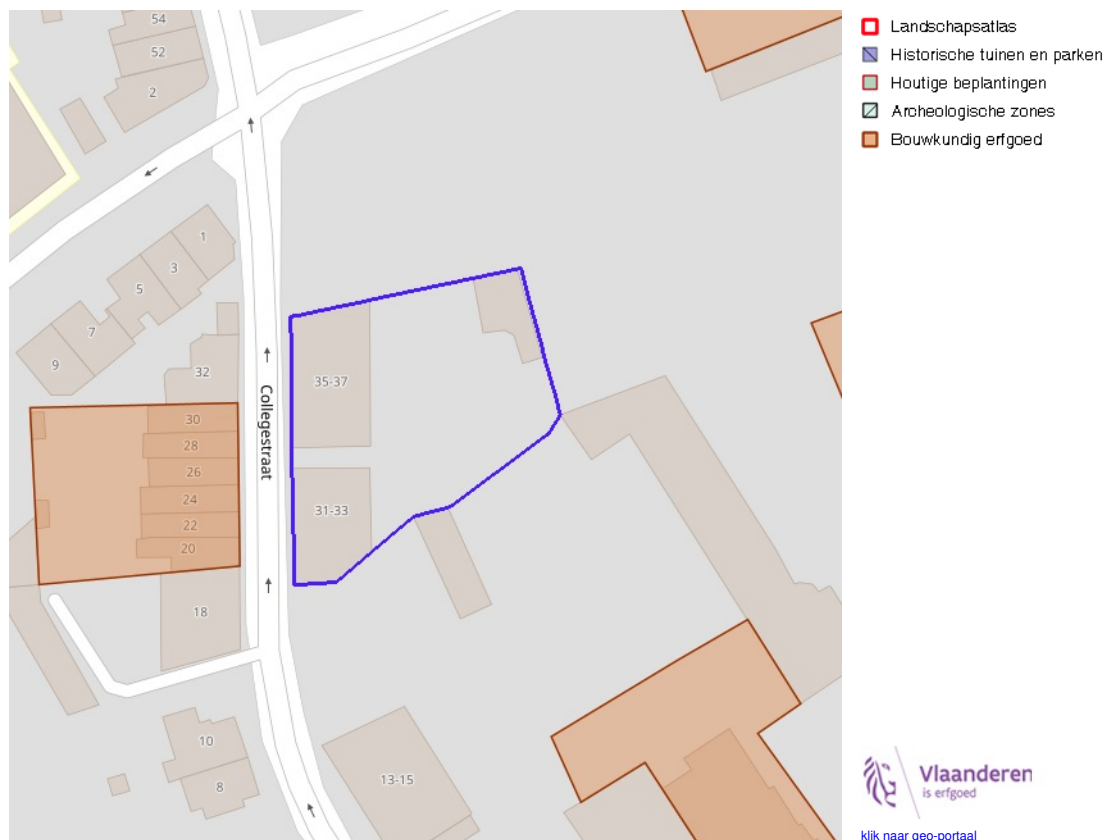 54
52
2
1
3
5
7
9
32
30
28
26
24
22
20
18
10
8
35-37
31-33
13-15
Collegestraat
Landschapsatlas
Historische tuinen en parken
Houtige beplantingen
Archeologische zones
Bouwkundig erfgoed
Vlaanderen
is erfgoed
klik naar geo-portaal